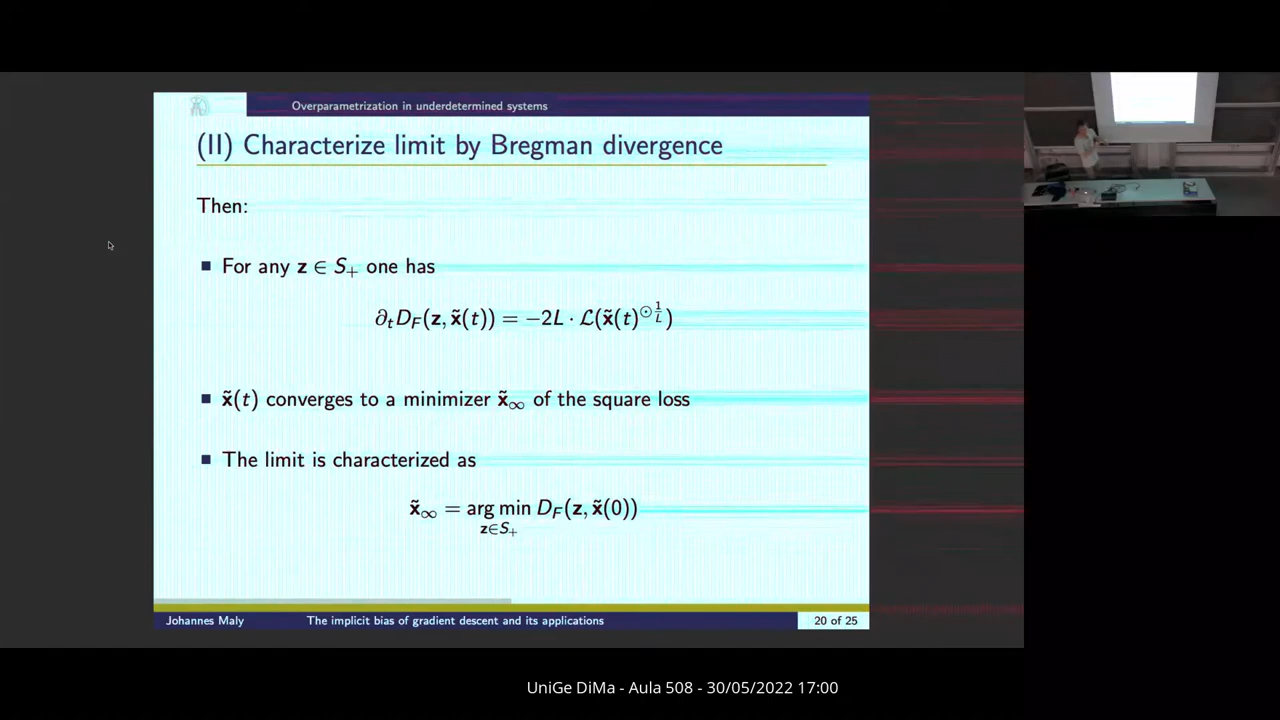 Overparametrization in underdetermined systems
(II) Characterize limit by Bregman divergence
Then:
For any z ∈ S₊ one has
∂ₜD_F(z, x̃(t)) = −2L · ℒ(x̃(t)^{⊙1/L})
x̃(t) converges to a minimizer x̃_∞ of the square loss
The limit is characterized as
x̃_∞ = arg min D_F(z, x̃(0))
z∈S₊
Johannes Maly The implicit bias of gradient descent and its applications 20 of 25
UniGe DiMa - Aula 508 - 30/05/2022 17:00